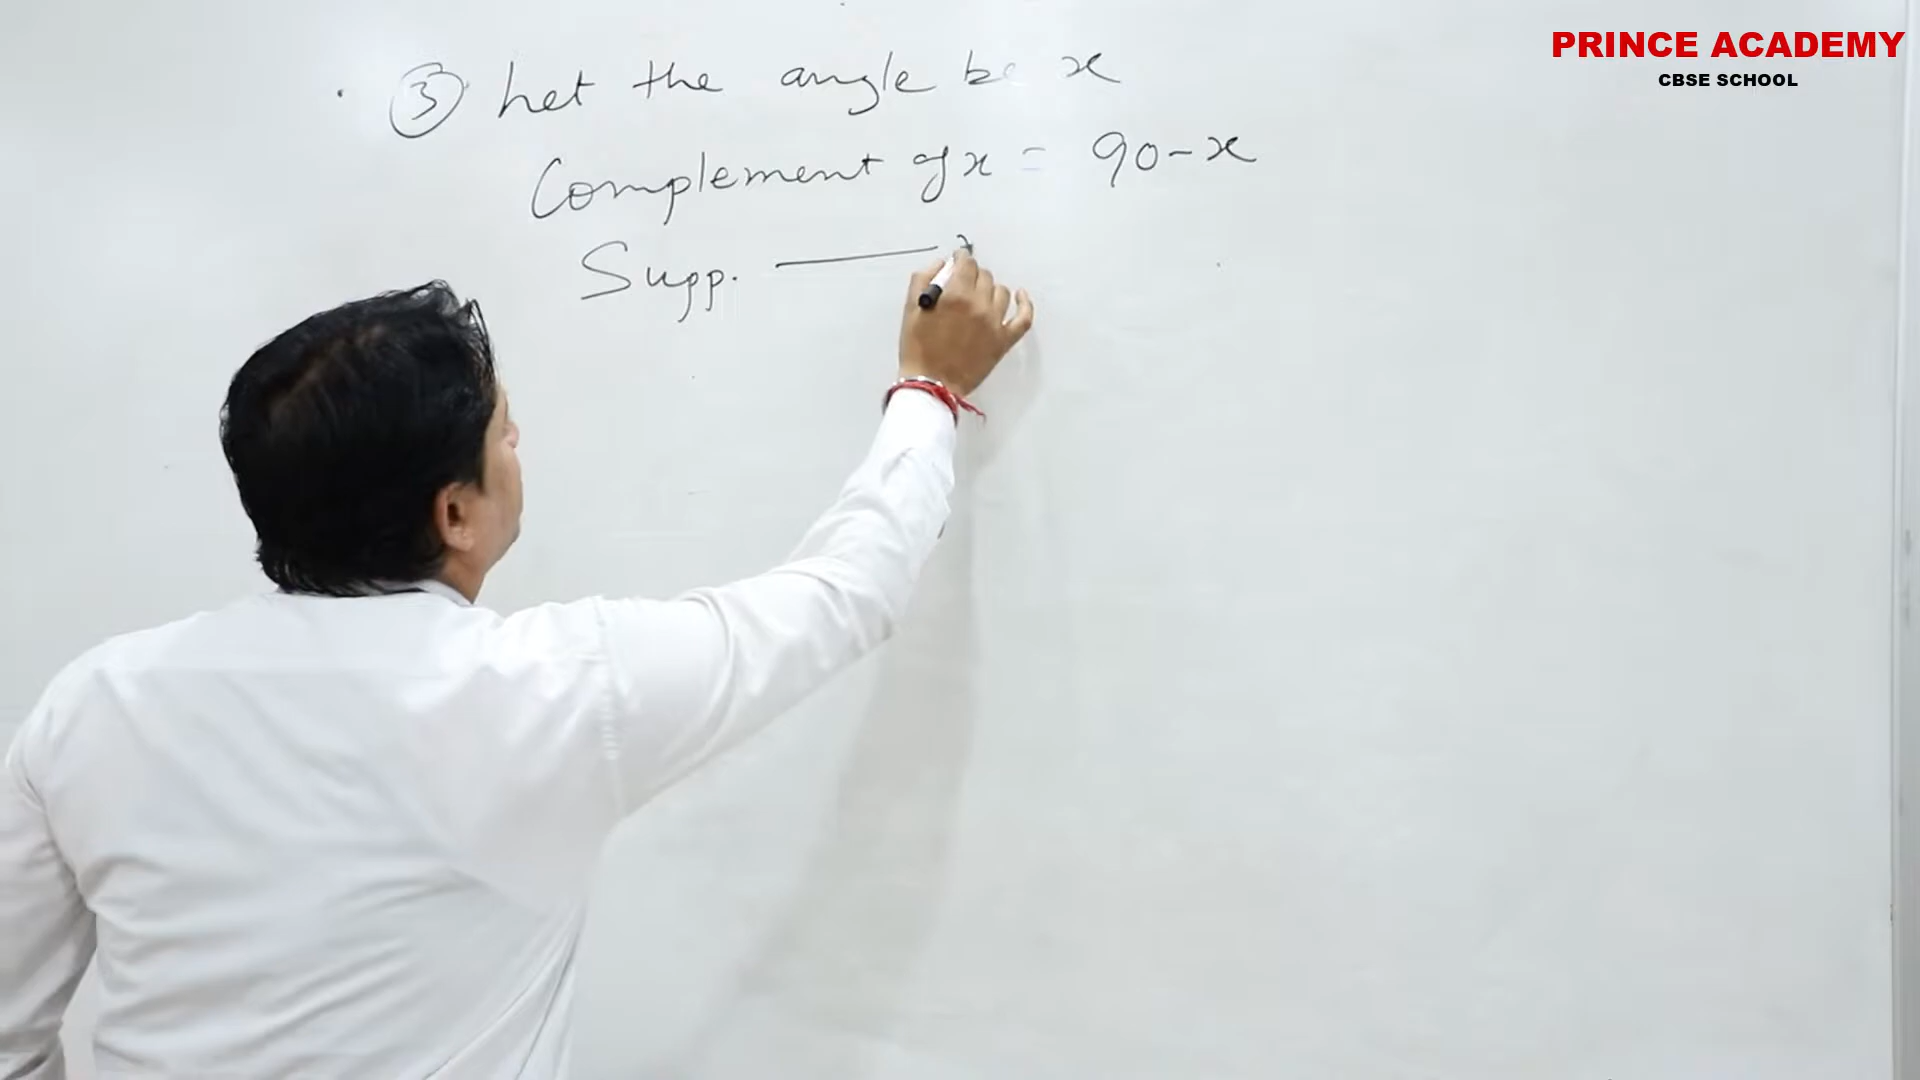 PRINCE ACADEMY
CBSE SCHOOL
③ Let the angle be x
Complement of x = 90-x
Supp. —— x